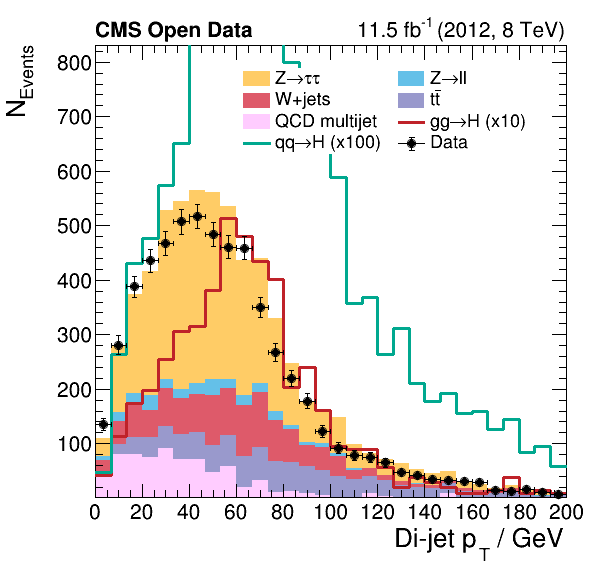 CMS Open Data 11.5 fb⁻¹ (2012, 8 TeV)
N_Events
800
700
600
500
400
300
200
100
Z→ττ Z→ll
W+jets tt̄
QCD multijet gg→H (x10)
qq→H (x100) Data
0 20 40 60 80 100 120 140 160 180 200
Di-jet p_T / GeV